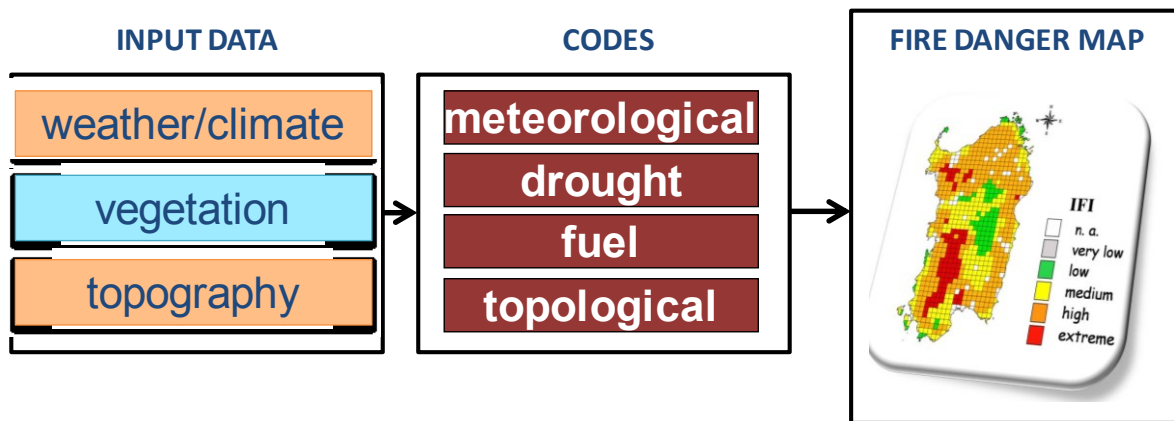 INPUT DATA
weather/climate
vegetation
topography
CODES
meteorological
drought
fuel
topological
FIRE DANGER MAP
IFI
n. a.
very low
low
medium
high
extreme